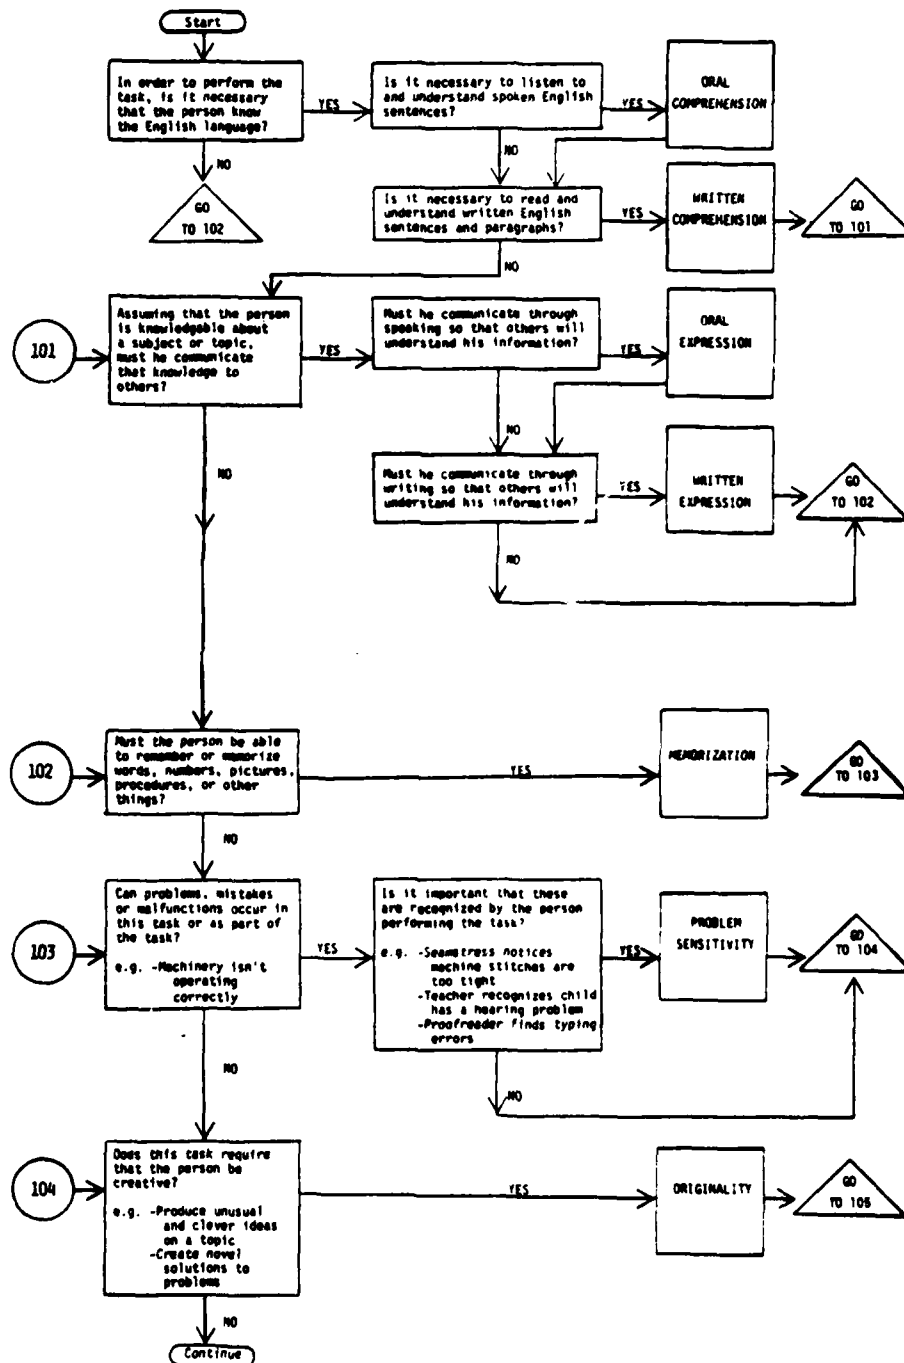 Start
In order to perform the
task, is it necessary
that the person know
the English language?
YES
Is it necessary to listen to
and understand spoken English
sentences?
YES
ORAL
COMPREHENSION
NO
NO
GO
TO 102
Is it necessary to read and
understand written English
sentences and paragraphs?
YES
WRITTEN
COMPREHENSION
GO
TO 101
NO
101
Assuming that the person
is knowledgable about
a subject or topic,
must he communicate
that knowledge to
others?
YES
Must he communicate through
speaking so that others will
understand his information?
YES
ORAL
EXPRESSION
NO
NO
Must he communicate through
writing so that others will
understand his information?
YES
WRITTEN
EXPRESSION
GO
TO 102
NO
102
Must the person be able
to remember or memorize
words, numbers, pictures,
procedures, or other
things?
YES
MEMORIZATION
GO
TO 103
NO
103
Can problems, mistakes
or malfunctions occur in
this task or as part of
the task?
e.g. -Machinery isn't
operating
correctly
YES
Is it important that these
are recognized by the person
performing the task?
e.g. -Seamstress notices
machine stitches are
too tight
-Teacher recognizes child
has a hearing problem
-Proofreader finds typing
errors
YES
PROBLEM
SENSITIVITY
GO
TO 104
NO
NO
104
Does this task require
that the person be
creative?
e.g. -Produce unusual
and clever ideas
on a topic
-Create novel
solutions to
problems
YES
ORIGINALITY
GO
TO 105
NO
Continue